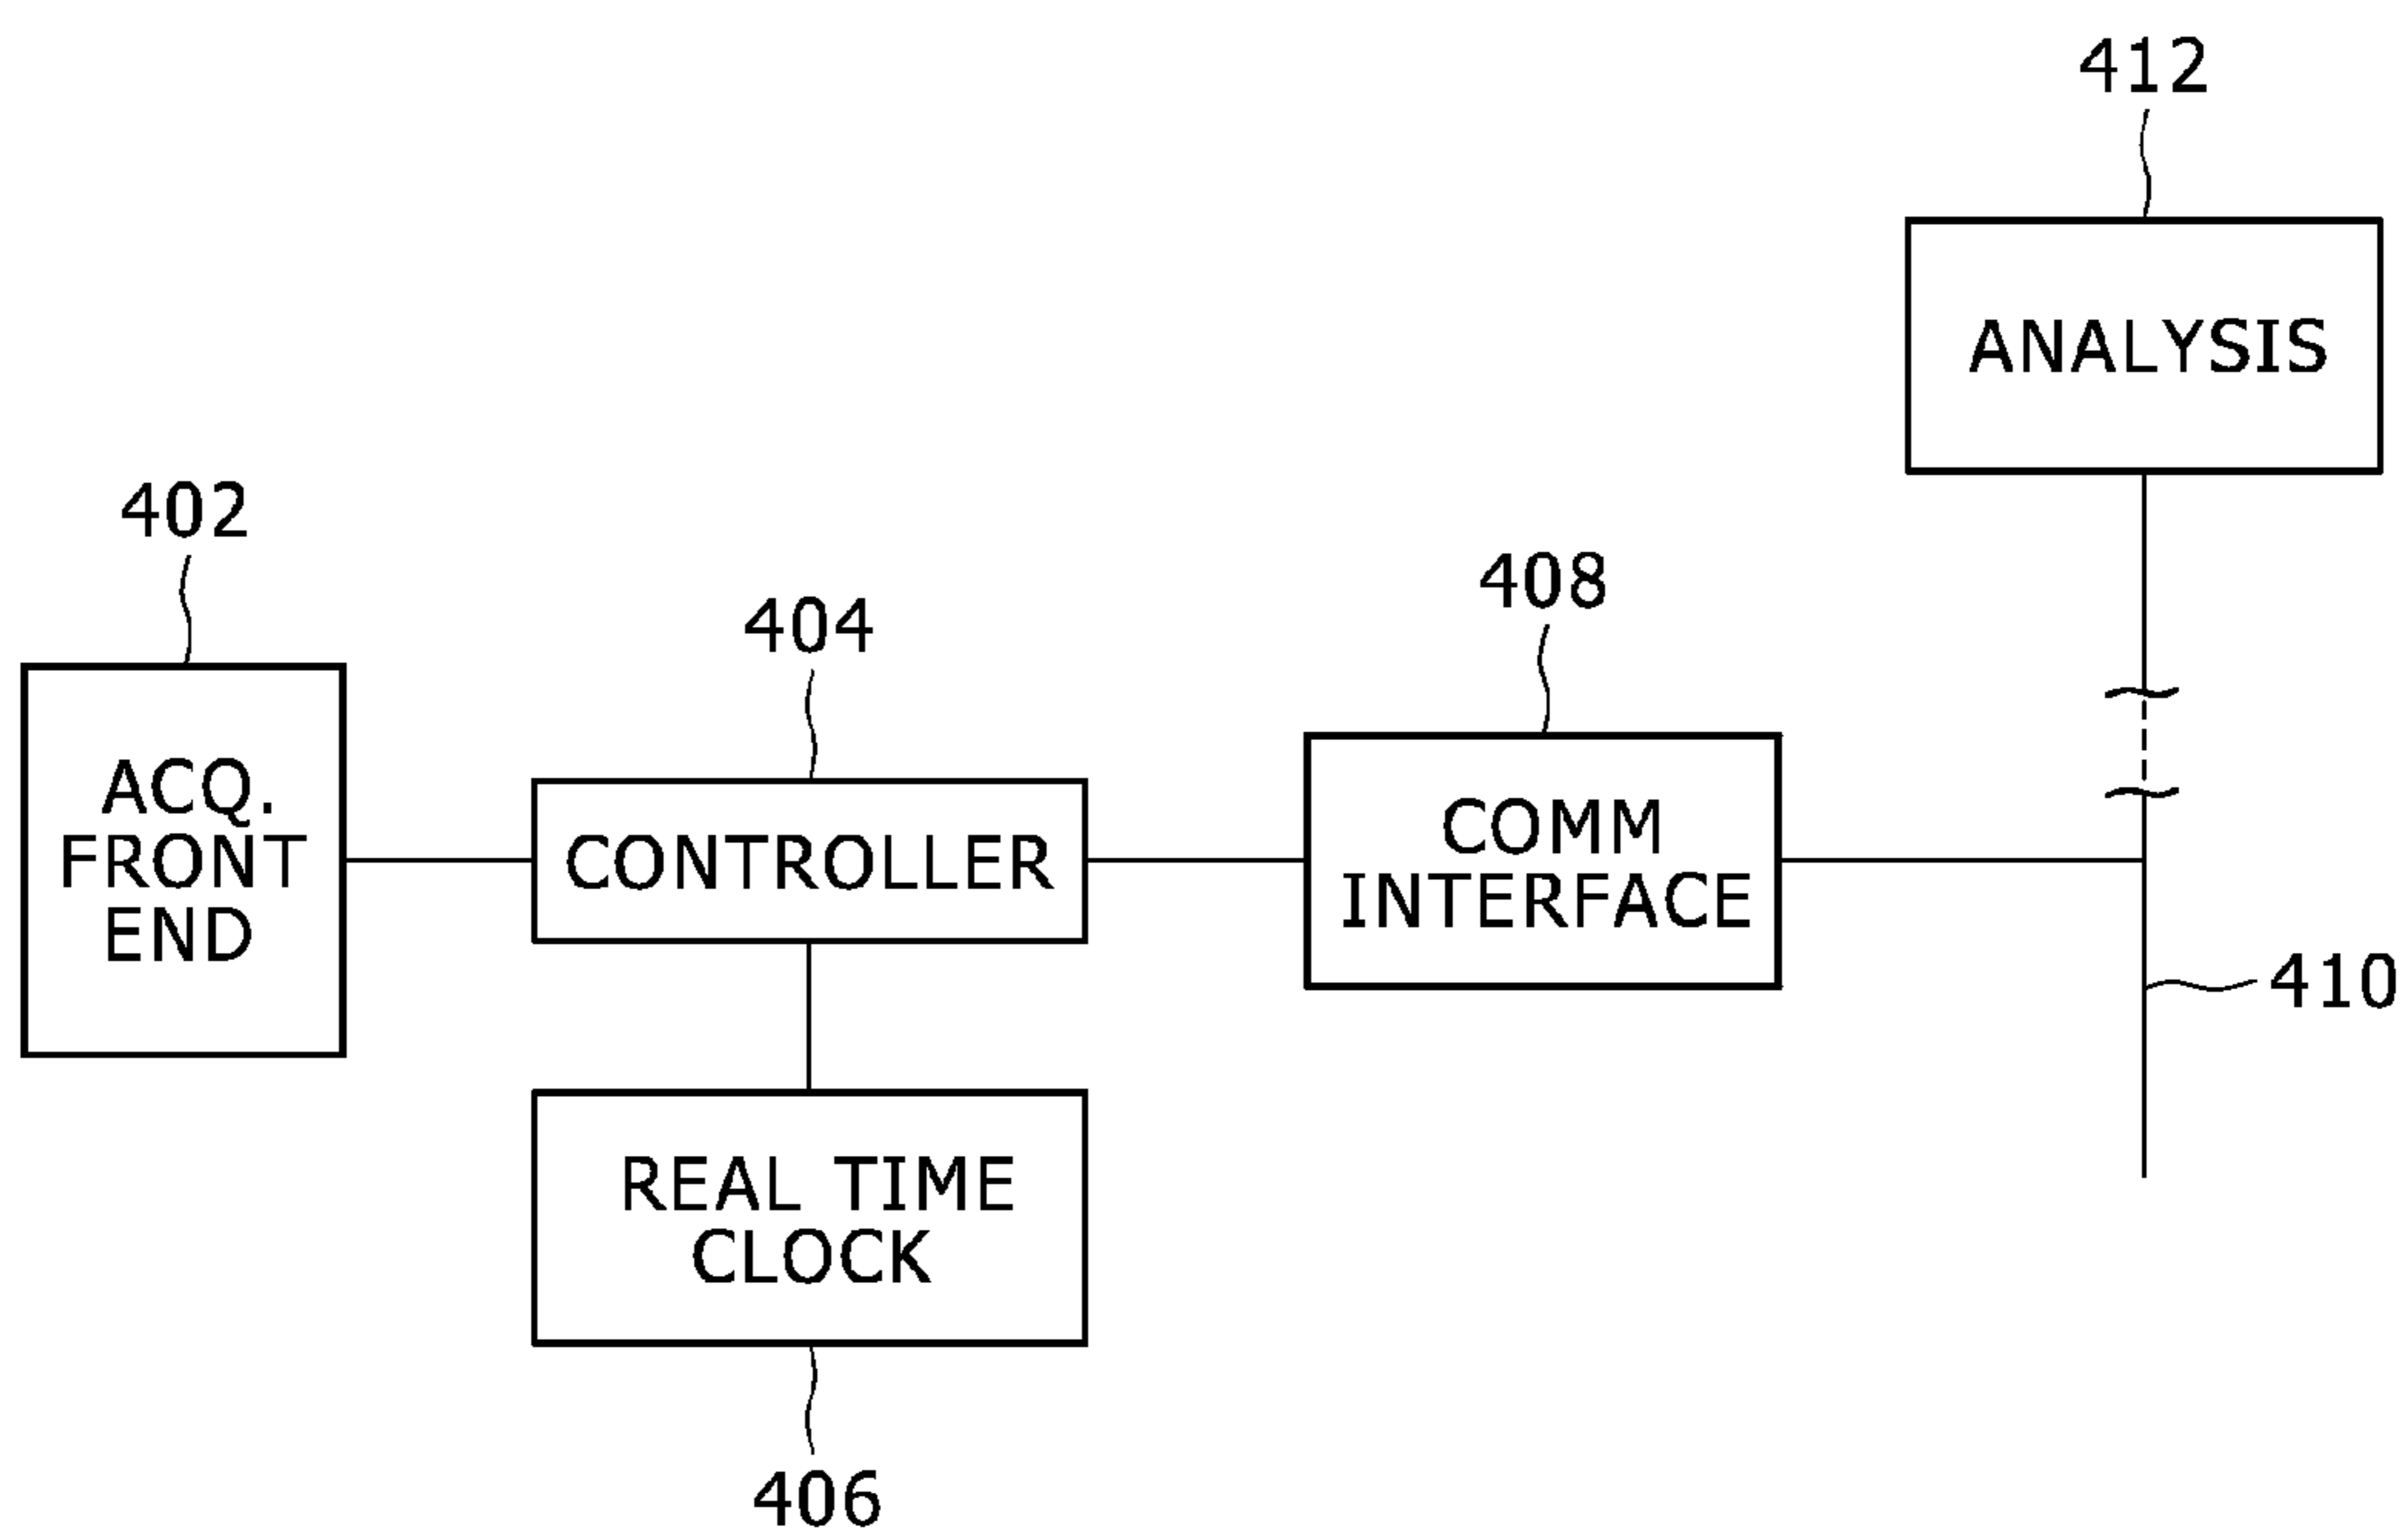 412
ANALYSIS
402
408
404
ACQ.
FRONT
END
CONTROLLER
COMM
INTERFACE
410
REAL TIME
CLOCK
406